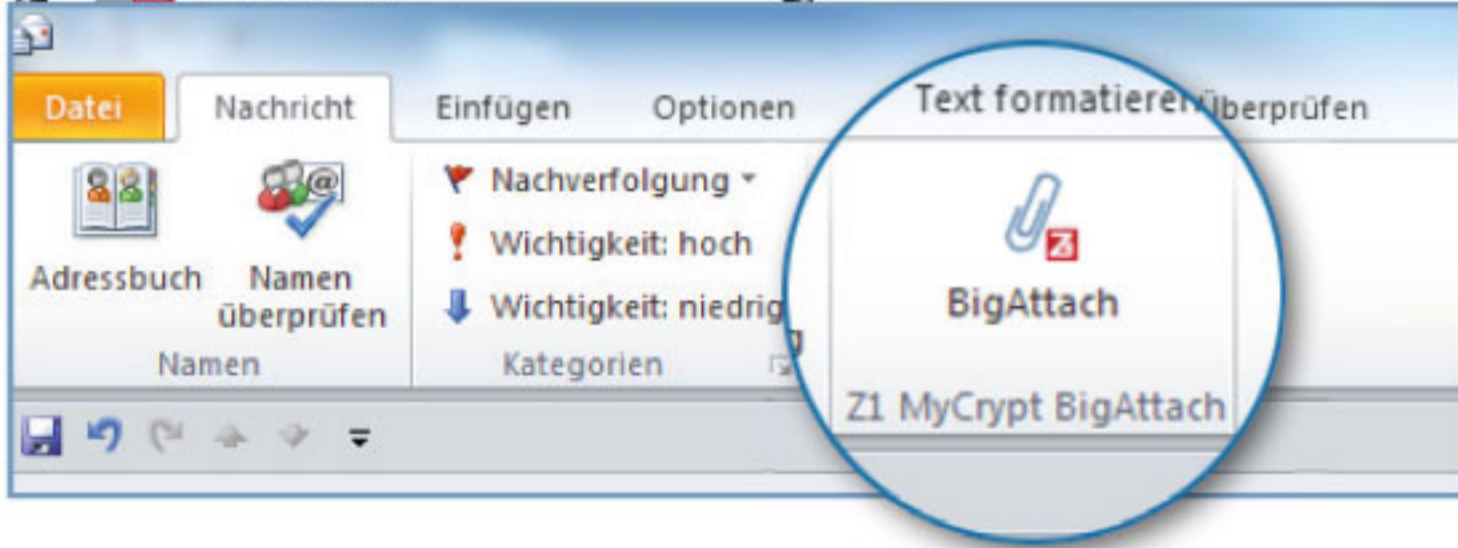 Datei Nachricht Einfügen Optionen Text formatieren Überprüfen
Adressbuch
Namen
überprüfen
Namen
Nachverfolgung
Wichtigkeit: hoch
Wichtigkeit: niedrig
Kategorien
BigAttach
Z1 MyCrypt BigAttach